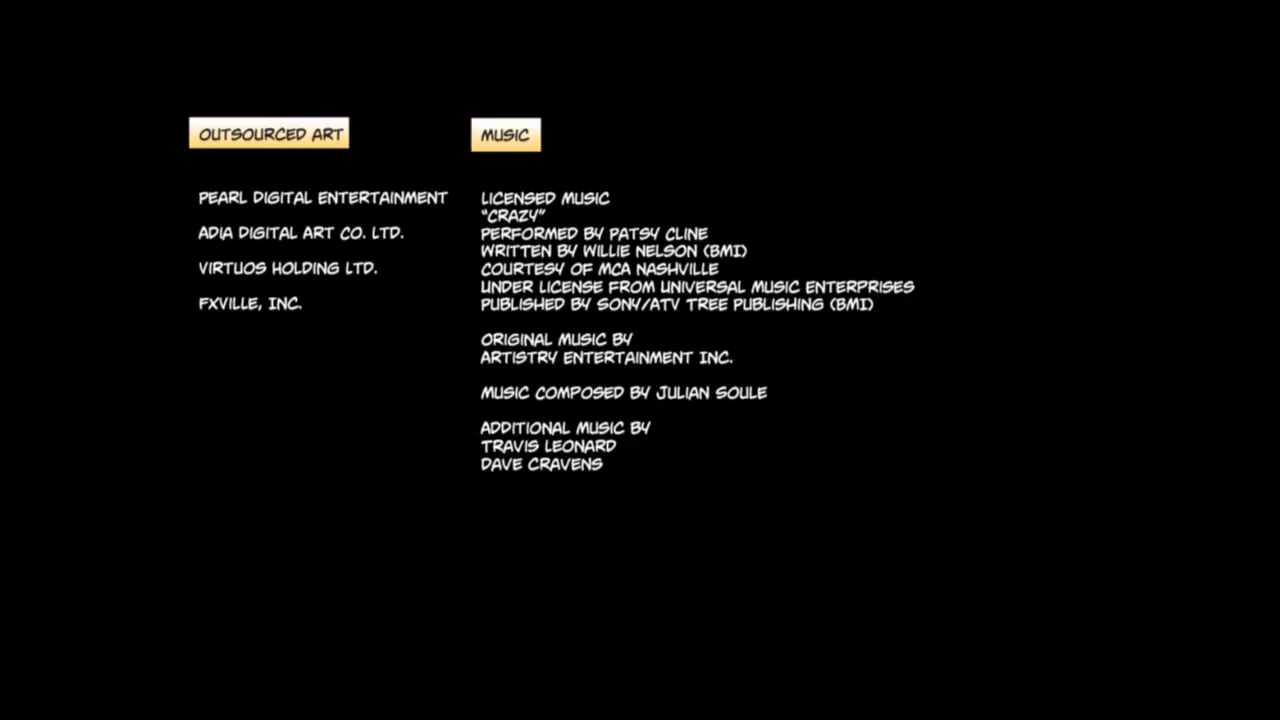 OUTSOURCED ART
PEARL DIGITAL ENTERTAINMENT
ADIA DIGITAL ART CO. LTD.
VIRTUOS HOLDING LTD.
FXVILLE, INC.
MUSIC
LICENSED MUSIC
"CRAZY"
PERFORMED BY PATSY CLINE
WRITTEN BY WILLIE NELSON (BMI)
COURTESY OF MCA NASHVILLE
UNDER LICENSE FROM UNIVERSAL MUSIC ENTERPRISES
PUBLISHED BY SONY/ATV TREE PUBLISHING (BMI)
ORIGINAL MUSIC BY
ARTISTRY ENTERTAINMENT INC.
MUSIC COMPOSED BY JULIAN SOULE
ADDITIONAL MUSIC BY
TRAVIS LEONARD
DAVE CRAVENS